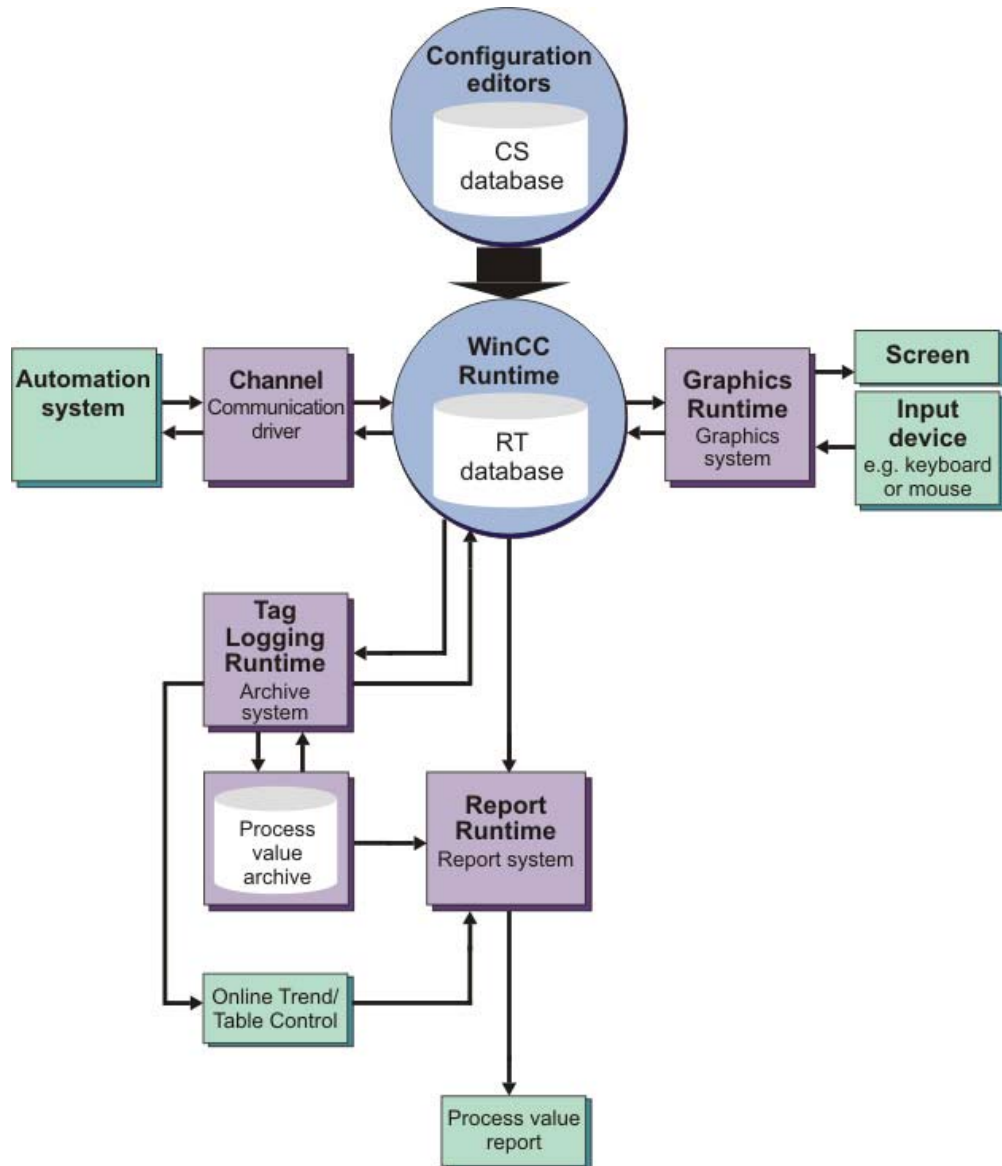 Configuration
editors
CS
database
WinCC
Runtime
RT
database
Automation
system
Channel
Communication
driver
Graphics
Runtime
Graphics
system
Screen
Input
device
e.g. keyboard
or mouse
Tag
Logging
Runtime
Archive
system
Process
value
archive
Report
Runtime
Report system
Online Trend/
Table Control
Process value
report